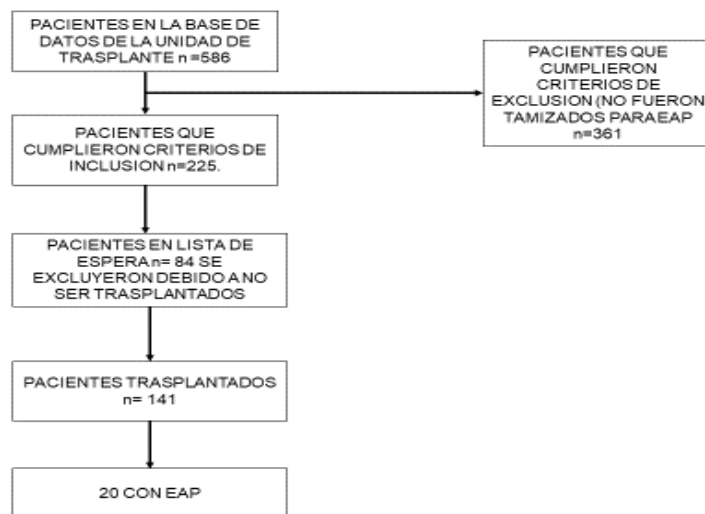 PACIENTES EN LA BASE DE
DATOS DE LA UNIDAD DE
TRASPLANTE n =586
PACIENTES QUE
CUMPLIERON
CRITERIOS DE
EXCLUSION (NO FUERON
TAMIZADOS PARA EAP
n=361
PACIENTES QUE
CUMPLIERON CRITERIOS DE
INCLUSION n=225.
PACIENTES EN LISTA DE
ESPERA n= 84 SE
EXCLUYERON DEBIDO A NO
SER TRASPLANTADOS
PACIENTES TRASPLANTADOS
n= 141
20 CON EAP